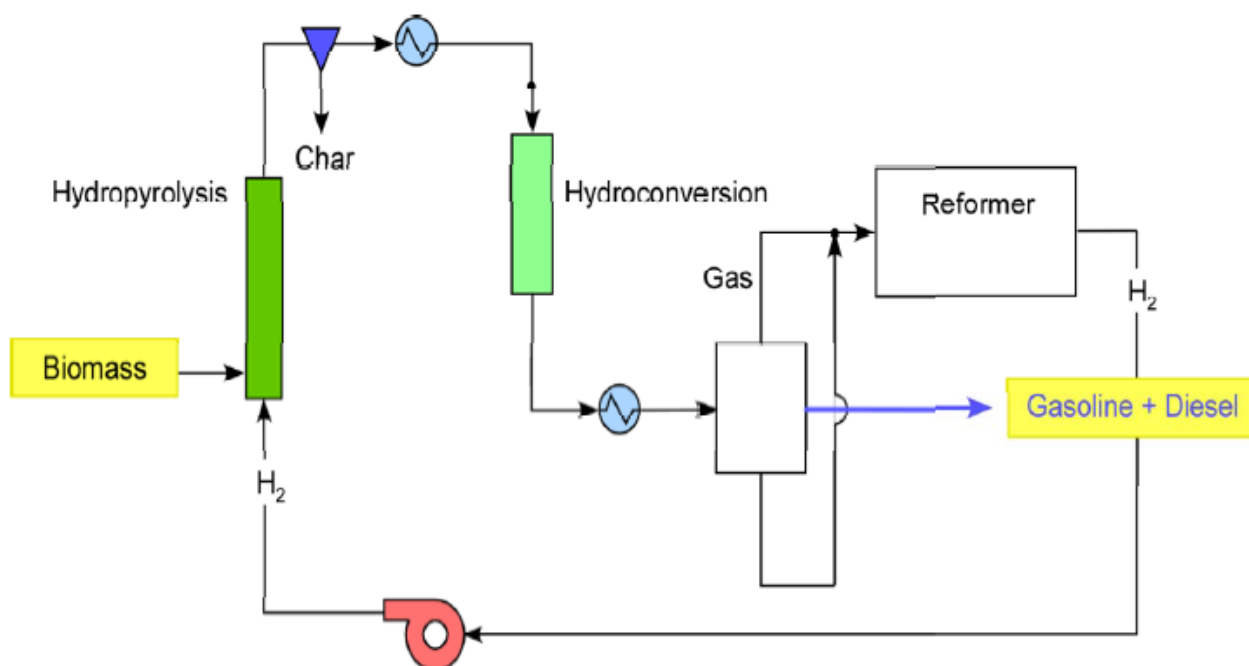 Char
Hydropyrolysis
Hydroconversion
Reformer
Gas
H₂
Biomass
Gasoline + Diesel
H₂